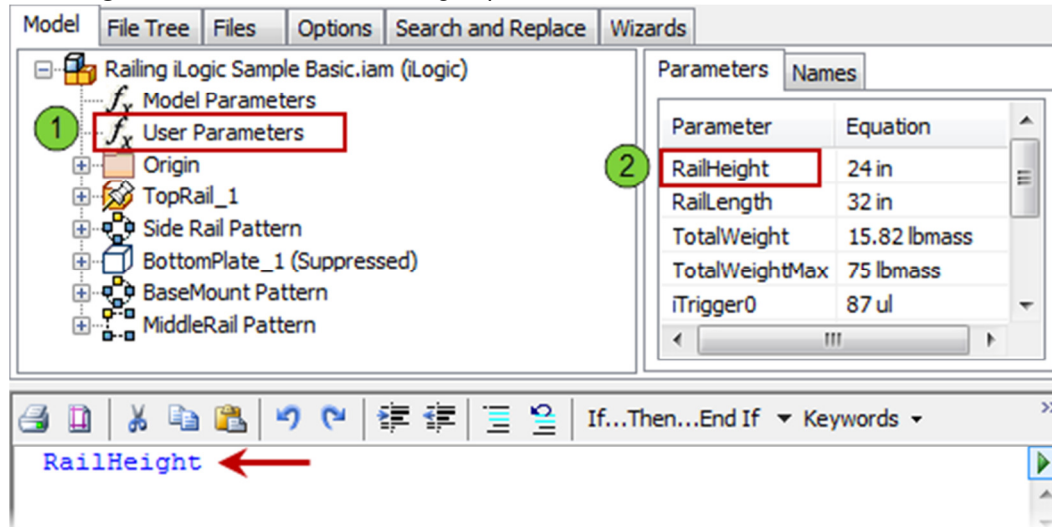 Model File Tree Files Options Search and Replace Wizards
Railing iLogic Sample Basic.iam (iLogic)
fx Model Parameters
1 fx User Parameters
Origin
TopRail_1
Side Rail Pattern
BottomPlate_1 (Suppressed)
BaseMount Pattern
MiddleRail Pattern
Parameters Names
Parameter Equation
2 RailHeight 24 in
RailLength 32 in
TotalWeight 15.82 lbmass
TotalWeightMax 75 lbmass
iTrigger0 87 ul
If...Then...End If Keywords
RailHeight